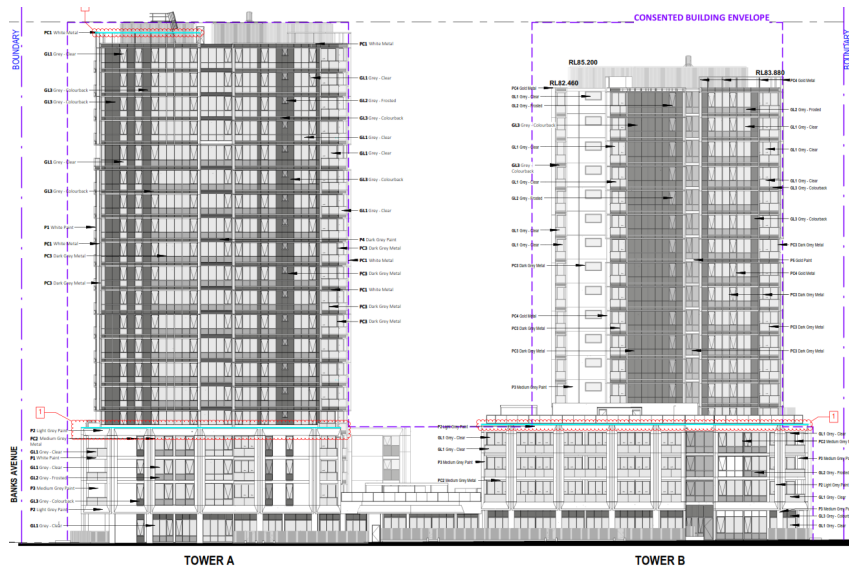 1
CONSENTED BUILDING ENVELOPE
BOUNDARY
BOUNDARY
PC1 White Metal
PC1 White Metal
GL1 Grey - Clear
GL1 Grey - Clear
GL3 Grey - Colourback
GL3 Grey - Colourback
GL2 Grey - Frosted
GL3 Grey - Colourback
GL1 Grey - Clear
GL1 Grey - Clear
GL1 Grey - Clear
GL3 Grey - Colourback
GL3 Grey - Colourback
GL1 Grey - Clear
P1 White Paint
P4 Dark Grey Paint
PC1 White Metal
PC3 Dark Grey Metal
PC3 Dark Grey Metal
PC1 White Metal
PC3 Dark Grey Metal
PC3 Dark Grey Metal
PC1 White Metal
PC3 Dark Grey Metal
PC3 Dark Grey Metal
1
P2 Light Grey Paint
PC2 Medium Grey
Metal
GL1 Grey - Clear
P1 White Paint
GL1 Grey - Clear
GL2 Grey - Frosted
P3 Medium Grey Paint
GL3 Grey - Colourback
P2 Light Grey Paint
GL1 Grey - Clear
BANKS AVENUE
RL85.200
RL82.460
RL83.880
PC4 Gold Metal
PC4 Gold Metal
GL1 Grey - Clear
GL2 Grey - Frosted
GL2 Grey - Frosted
GL3 Grey - Colourback
GL1 Grey - Clear
GL1 Grey - Clear
GL1 Grey - Clear
GL3 Grey -
Colourback
GL1 Grey - Clear
GL1 Grey - Clear
GL3 Grey - Colourback
GL2 Grey - Frosted
GL3 Grey - Colourback
GL1 Grey - Clear
GL1 Grey - Clear
PC3 Dark Grey Metal
PC3 Dark Grey Metal
P6 Gold Paint
PC4 Gold Metal
PC3 Dark Grey Metal
PC4 Gold Metal
PC3 Dark Grey Metal
PC3 Dark Grey Metal
PC3 Dark Grey Metal
PC3 Dark Grey Metal
P3 Medium Grey Paint
1
P2 Light Grey Paint
GL1 Grey - Clear
GL1 Grey - Clear
P3 Medium Grey Paint
PC2 Medium Grey Metal
GL1 Grey - Clear
PC2 Medium Grey
P3 Medium Grey
GL2 Grey - Frosted
P2 Light Grey Paint
GL1 Grey - Clear
P3 Medium Grey Paint
GL3 Grey
GL1 Grey - Clear
TOWER A
TOWER B